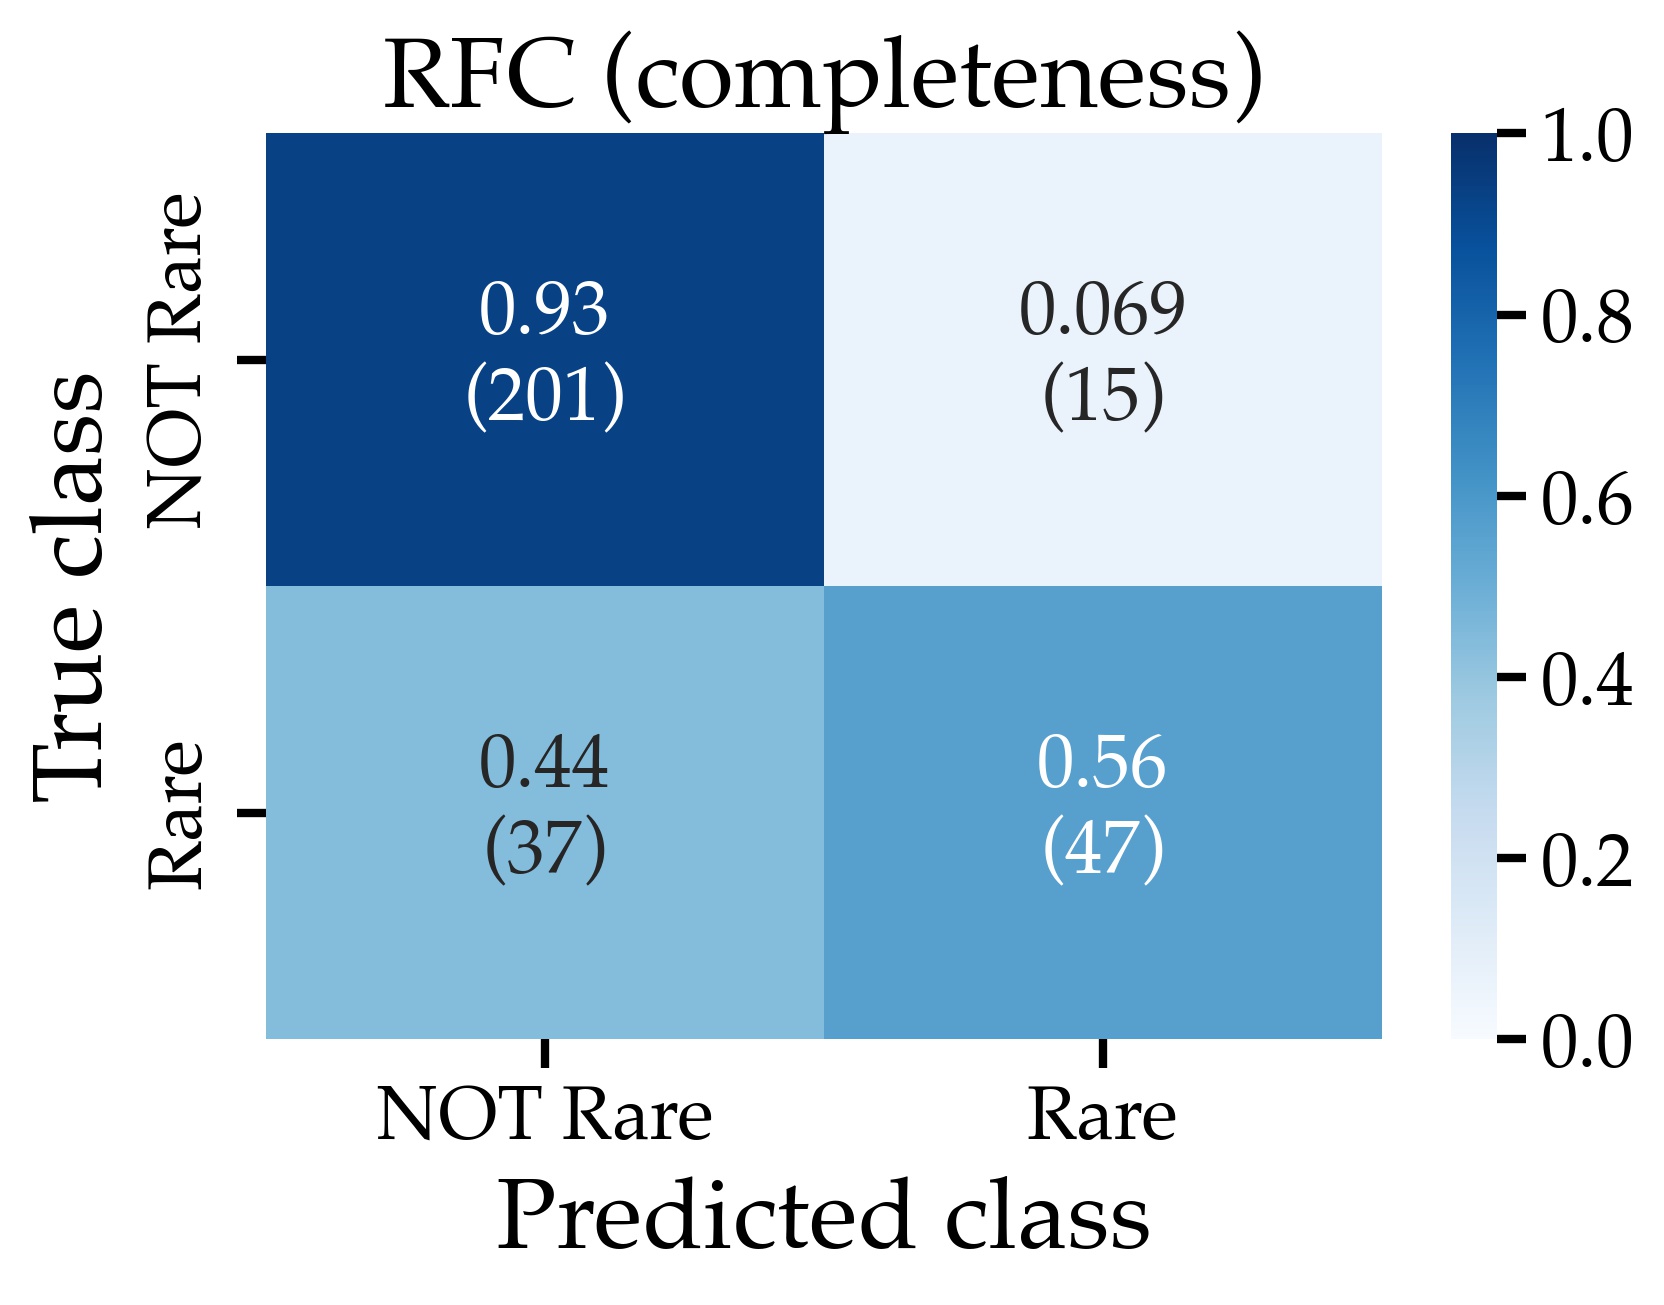 RFC (completeness)
True class
NOT Rare
Rare
0.93
(201)
0.069
(15)
0.44
(37)
0.56
(47)
NOT Rare
Rare
Predicted class
1.0
0.8
0.6
0.4
0.2
0.0